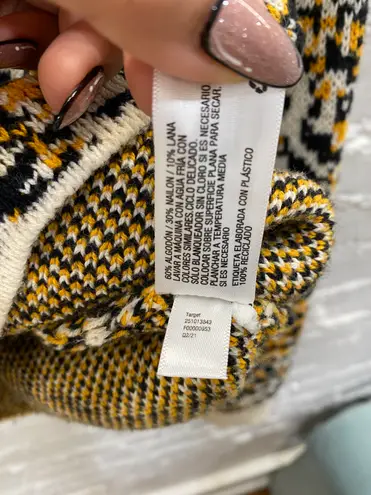 60% ALGODÓN / 30% NAILON / 10% LANA
LAVAR A MÁQUINA CON AGUA FRÍA CON
COLORES SIMILARES. CICLO DELICADO.
SOLO BLANQUEADOR SIN CLORO SI ES NECESARIO
COLOCAR SOBRE SUPERFICIE PLANA PARA SECAR
PLANCHAR A TEMPERATURA MEDIA
SI ES NECESARIO
ETIQUETA ELABORADA CON PLÁSTICO
100% RECICLADO
Target
251013843
F00000953
02/21